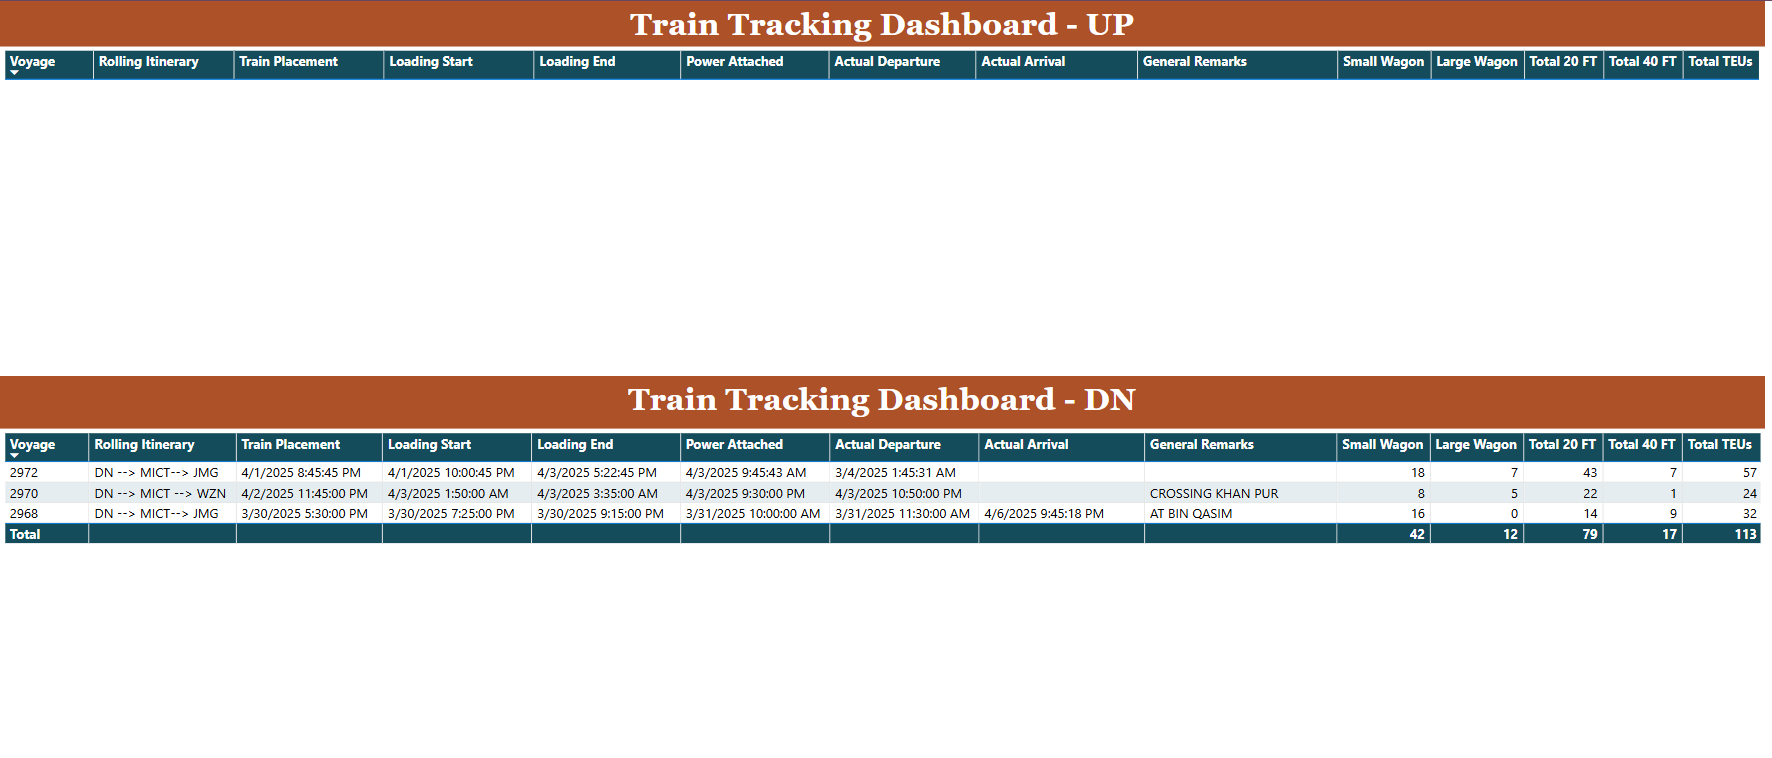 Train Tracking Dashboard - UP
Voyage Rolling Itinerary Train Placement Loading Start Loading End Power Attached Actual Departure Actual Arrival General Remarks Small Wagon Large Wagon Total 20 FT Total 40 FT Total TEUs
Train Tracking Dashboard - DN
Voyage Rolling Itinerary Train Placement Loading Start Loading End Power Attached Actual Departure Actual Arrival General Remarks Small Wagon Large Wagon Total 20 FT Total 40 FT Total TEUs
2972 DN --> MICT--> JMG 4/1/2025 8:45:45 PM 4/1/2025 10:00:45 PM 4/3/2025 5:22:45 PM 4/3/2025 9:45:43 AM 3/4/2025 1:45:31 AM 18 7 43 7 57
2970 DN --> MICT --> WZN 4/2/2025 11:45:00 PM 4/3/2025 1:50:00 AM 4/3/2025 3:35:00 AM 4/3/2025 9:30:00 PM 4/3/2025 10:50:00 PM CROSSING KHAN PUR 8 5 22 1 24
2968 DN --> MICT--> JMG 3/30/2025 5:30:00 PM 3/30/2025 7:25:00 PM 3/30/2025 9:15:00 PM 3/31/2025 10:00:00 AM 3/31/2025 11:30:00 AM 4/6/2025 9:45:18 PM AT BIN QASIM 16 0 14 9 32
Total 42 12 79 17 113